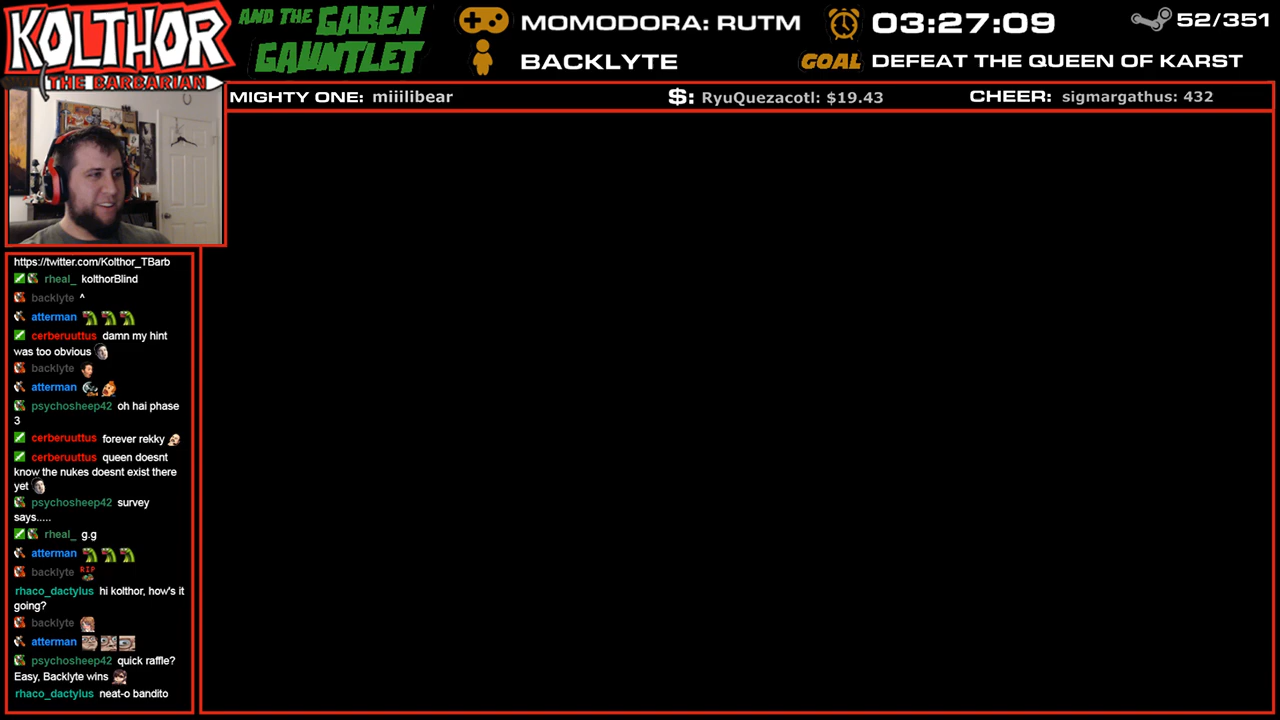 KOLTHOR
THE BARBARIAN
AND THE GABEN
GAUNTLET
MOMODORA: RUTM
BACKLYTE
03:27:09
52/351
GOAL DEFEAT THE QUEEN OF KARST
MIGHTY ONE: miiilibear
$: RyuQuezacotl: $19.43
CHEER: sigmargathus: 432
https://twitter.com/Kolthor_TBarb
rheal_ kolthorBlind
backlyte ^
atterman
cerberuuttus damn my hint
was too obvious
backlyte
atterman
psychosheep42 oh hai phase
3
cerberuuttus forever rekky
cerberuuttus queen doesnt
know the nukes doesnt exist there
yet
psychosheep42 survey
says.....
rheal_ g.g
atterman
backlyte RIP
rhaco_dactylus hi kolthor, how's it
going?
backlyte
atterman
psychosheep42 quick raffle?
Easy, Backlyte wins
rhaco_dactylus neat-o bandito